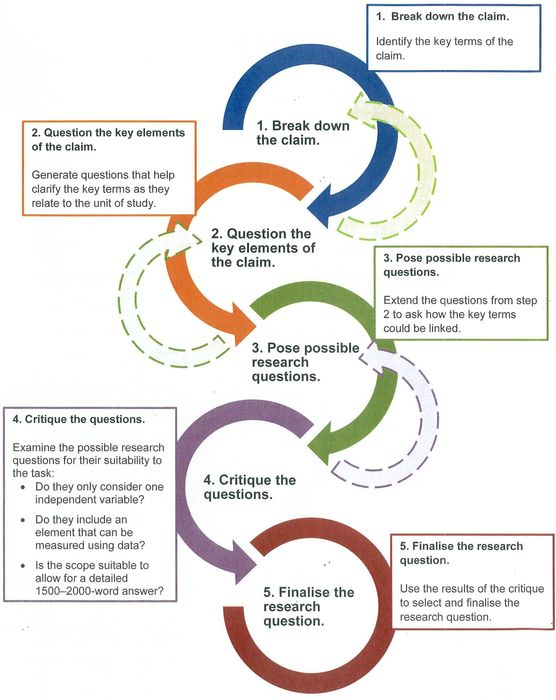 1. Break down the claim.
Identify the key terms of the
claim.
1. Break down
the claim.
2. Question the key elements
of the claim.
Generate questions that help
clarify the key terms as they
relate to the unit of study.
2. Question the
key elements of
the claim.
3. Pose possible research
questions.
Extend the questions from step
2 to ask how the key terms
could be linked.
3. Pose possible
research
questions.
4. Critique the questions.
Examine the possible research
questions for their suitability to
the task:
• Do they only consider one
independent variable?
• Do they include an
element that can be
measured using data?
• Is the scope suitable to
allow for a detailed
1500–2000-word answer?
4. Critique the
questions.
5. Finalise the research
question.
Use the results of the critique
to select and finalise the
research question.
5. Finalise the
research
question.